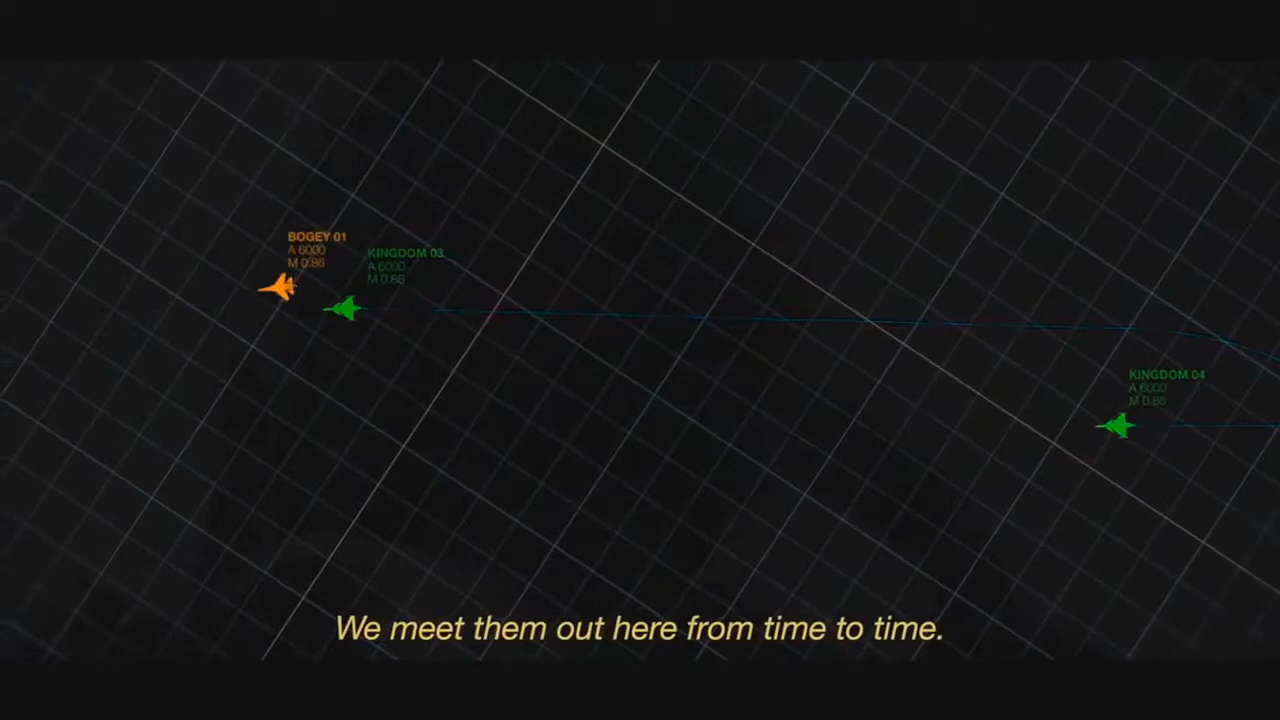 BOGEY 01
A 6000
M 0.86
KINGDOM 03
A 6000
M 0.86
KINGDOM 04
A 6000
M 0.86
We meet them out here from time to time.